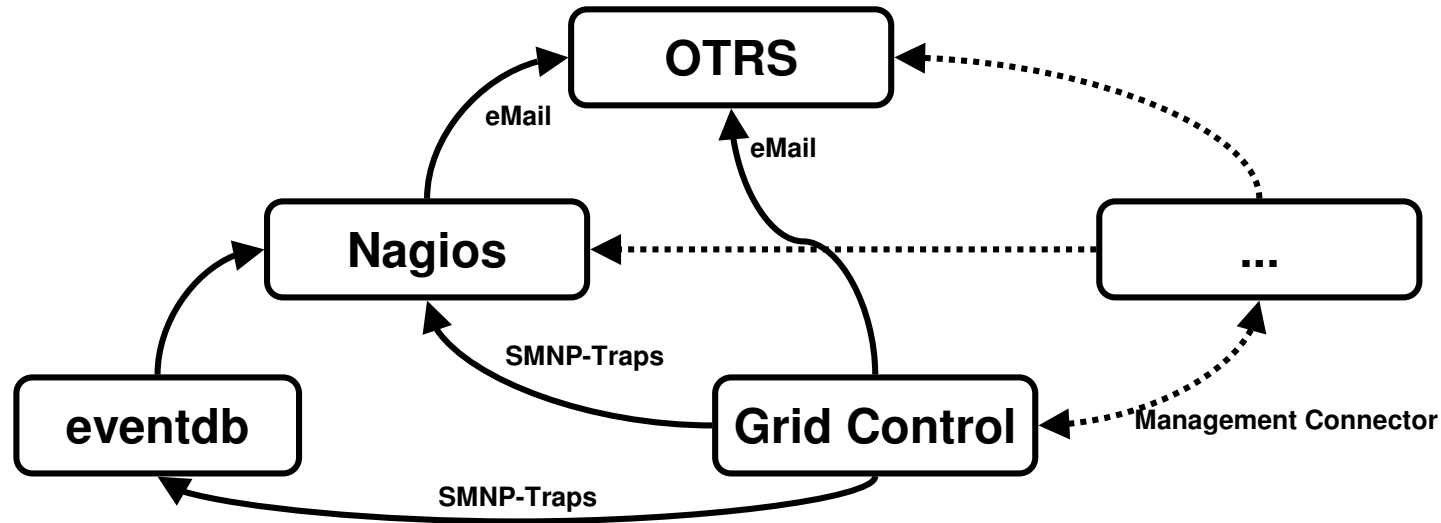 OTRS
eMail
eMail
Nagios
...
SMNP-Traps
eventdb
Grid Control
Management Connector
SMNP-Traps